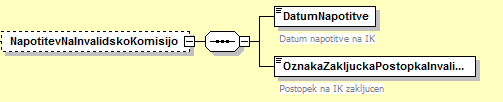 NapotitevNaInvalidskoKomisijo
DatumNapotitve
Datum napotitve na IK
OznakaZakljuckaPostopkaInvali...
Postopek na IK zakljucen